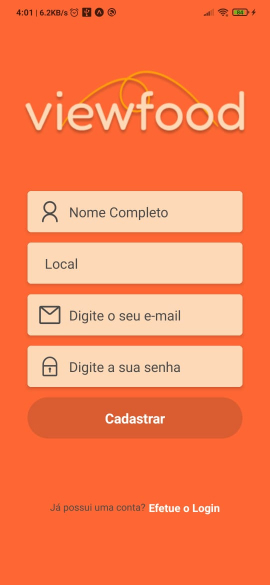 4:01 | 6.2KB/s
84
viewfood
Nome Completo
Local
Digite o seu e-mail
Digite a sua senha
Cadastrar
Já possui uma conta? Efetue o Login